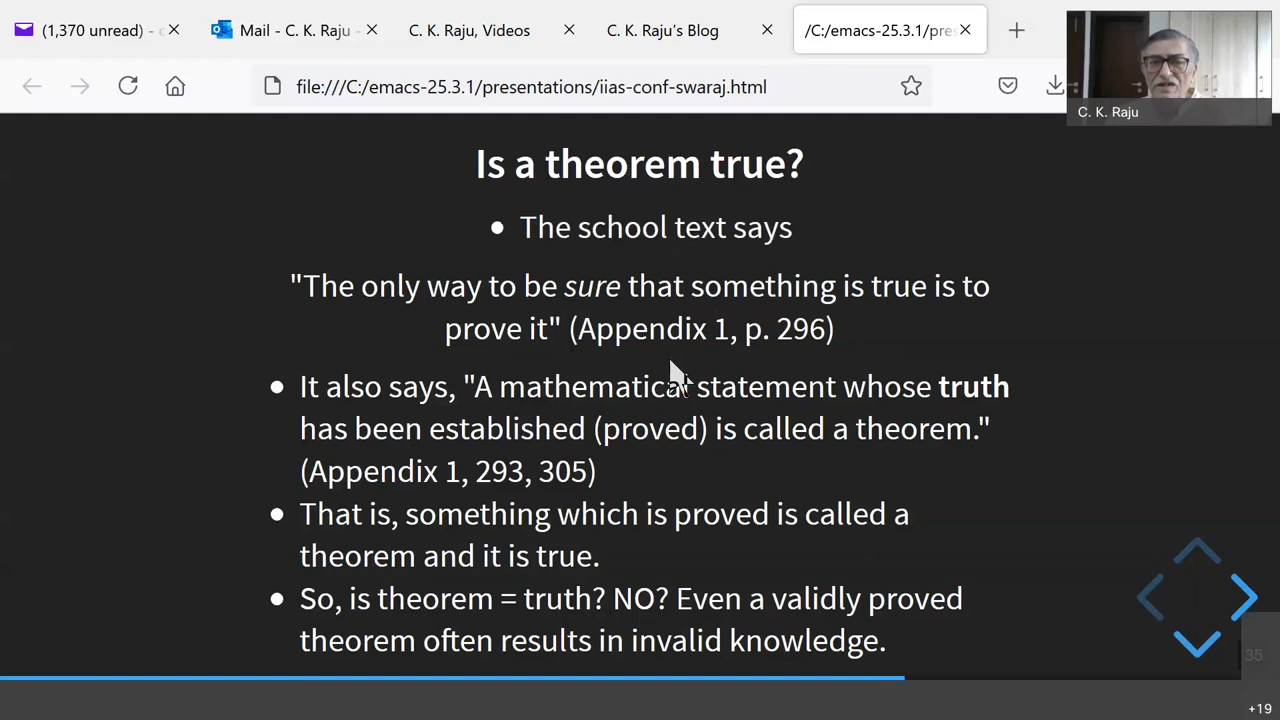 (1,370 unread) -
Mail - C. K. Raju -
C. K. Raju, Videos
C. K. Raju's Blog
/C:/emacs-25.3.1/pres
file:///C:/emacs-25.3.1/presentations/iias-conf-swaraj.html
C. K. Raju
Is a theorem true?
• The school text says
"The only way to be sure that something is true is to
prove it" (Appendix 1, p. 296)
• It also says, "A mathematical statement whose truth
has been established (proved) is called a theorem."
(Appendix 1, 293, 305)
• That is, something which is proved is called a
theorem and it is true.
• So, is theorem = truth? NO? Even a validly proved
theorem often results in invalid knowledge.
35
+19